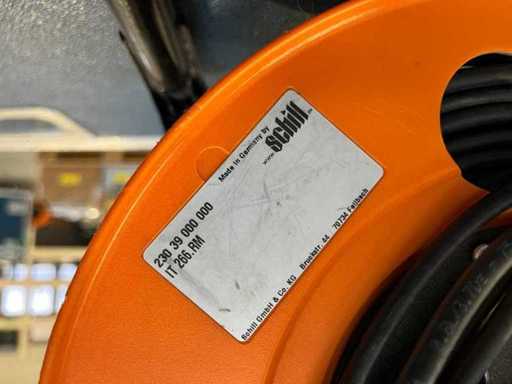 Made in Germany by
www.schill.de
230 39 000 000
IT 266.RM
Schill GmbH & Co. KG Bruckstr. 44 70734 Fellbach